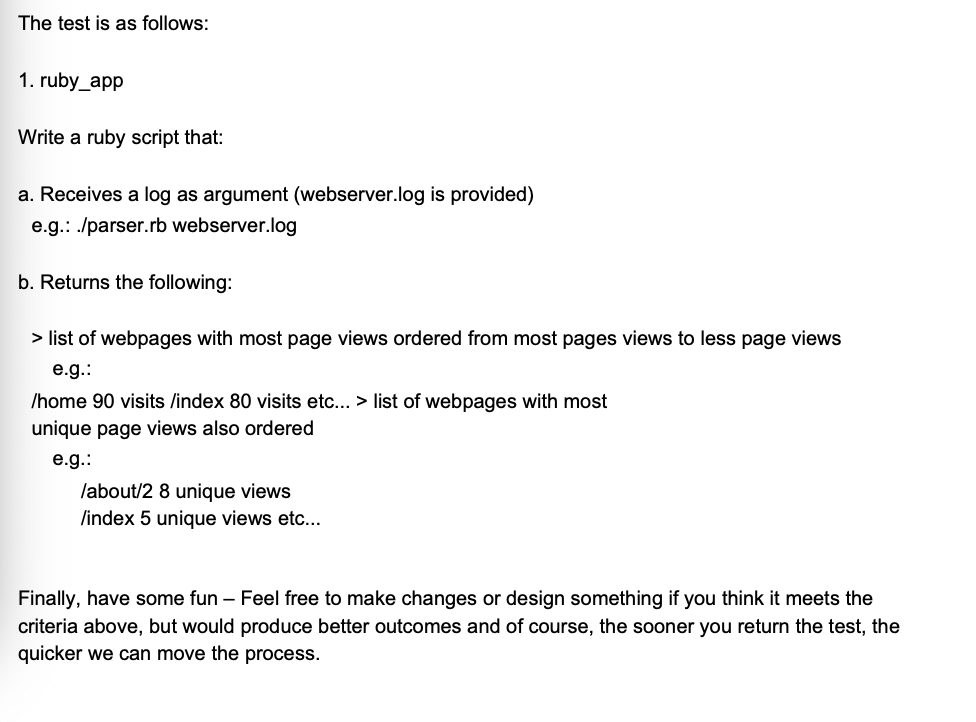 The test is as follows:
1. ruby_app
Write a ruby script that:
a. Receives a log as argument (webserver.log is provided)
e.g.: ./parser.rb webserver.log
b. Returns the following:
> list of webpages with most page views ordered from most pages views to less page views
e.g.:
/home 90 visits /index 80 visits etc... > list of webpages with most
unique page views also ordered
e.g.:
/about/2 8 unique views
/index 5 unique views etc...
Finally, have some fun – Feel free to make changes or design something if you think it meets the
criteria above, but would produce better outcomes and of course, the sooner you return the test, the
quicker we can move the process.